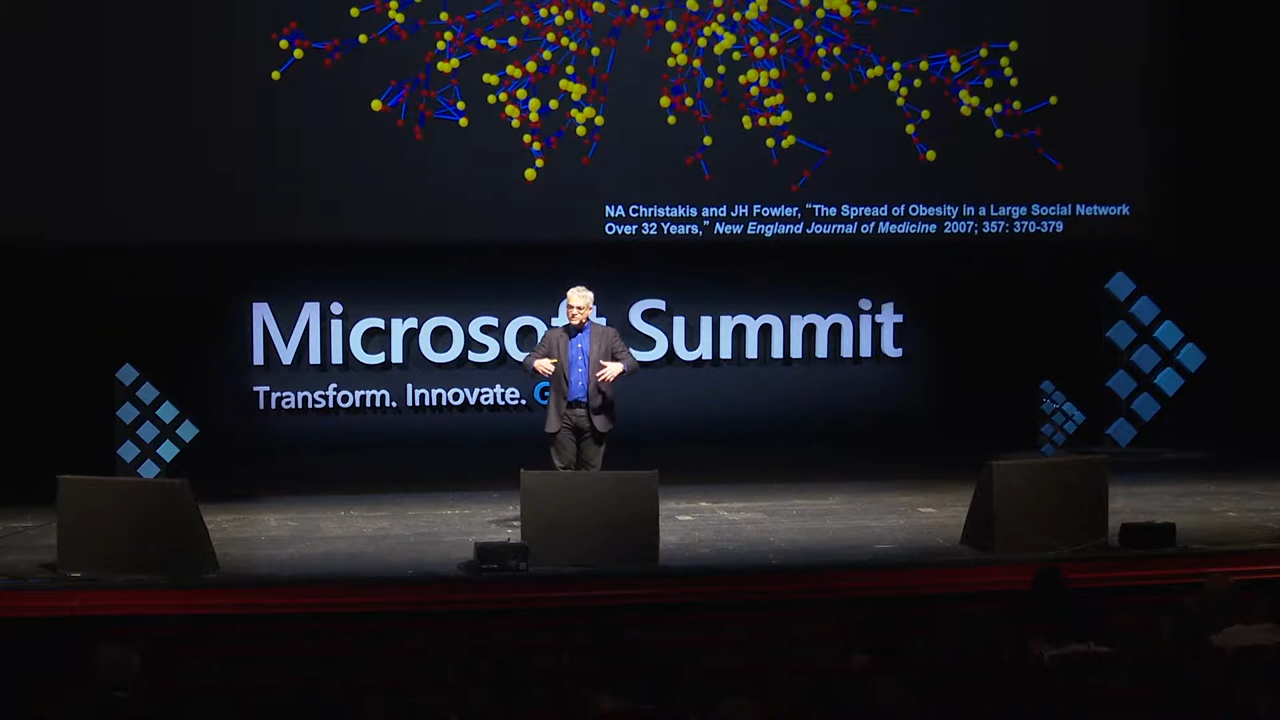 NA Christakis and JH Fowler, “The Spread of Obesity in a Large Social Network
Over 32 Years,” New England Journal of Medicine 2007; 357: 370-379
Microsoft Summit
Transform. Innovate.